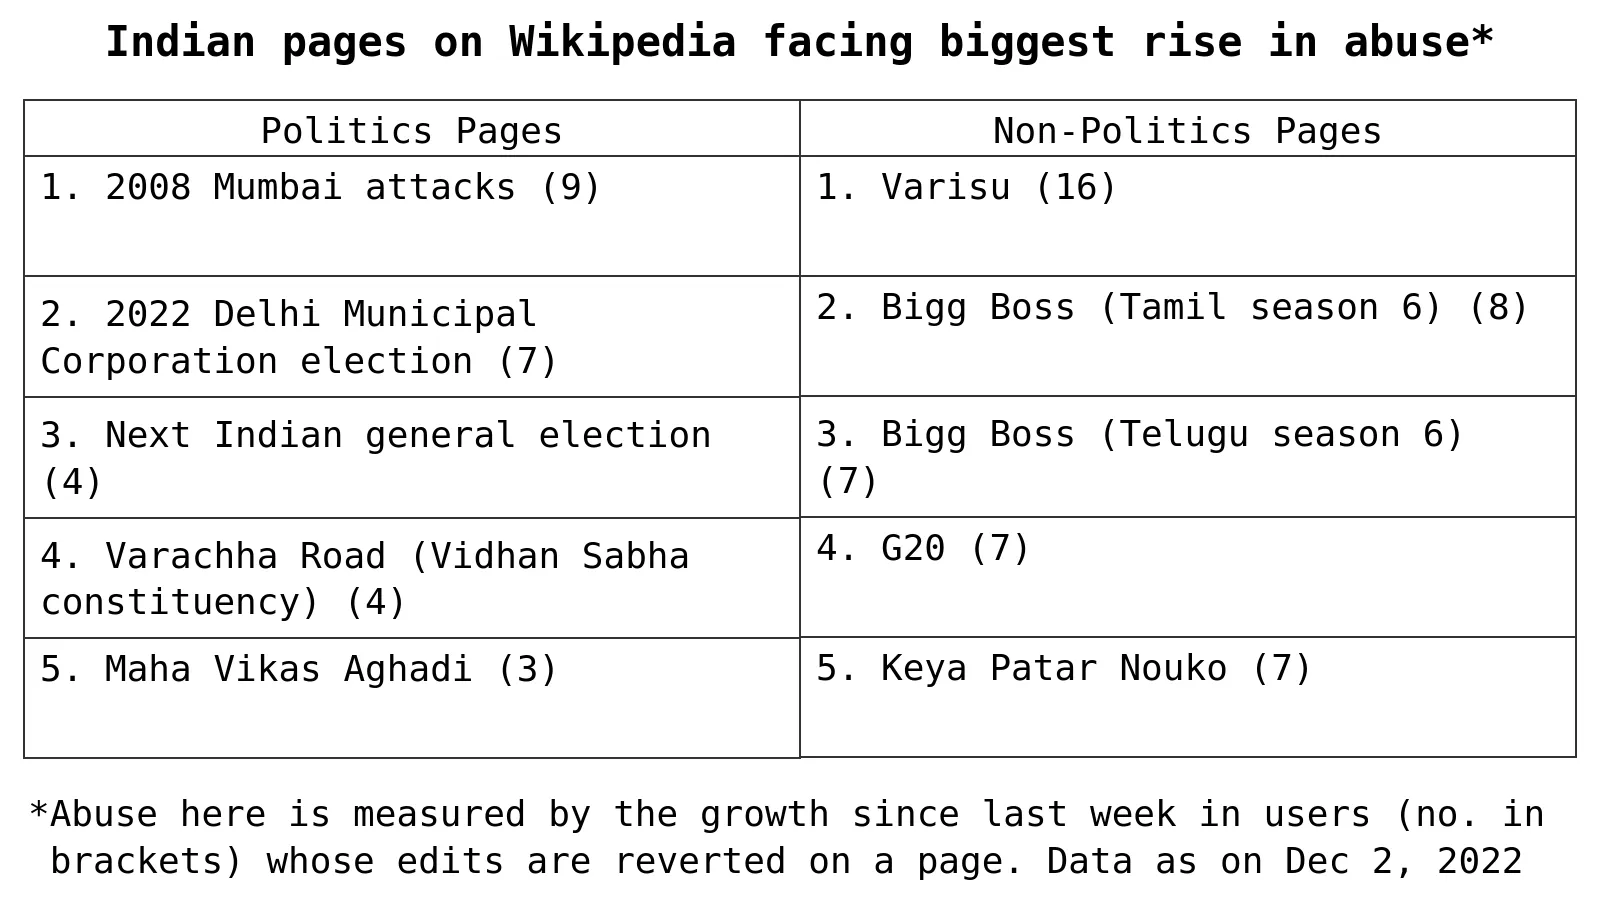 Indian pages on Wikipedia facing biggest rise in abuse*
Politics Pages
Non-Politics Pages
1. 2008 Mumbai attacks (9)
1. Varisu (16)
2. 2022 Delhi Municipal
Corporation election (7)
2. Bigg Boss (Tamil season 6) (8)
3. Next Indian general election
(4)
3. Bigg Boss (Telugu season 6)
(7)
4. Varachha Road (Vidhan Sabha
constituency) (4)
4. G20 (7)
5. Maha Vikas Aghadi (3)
5. Keya Patar Nouko (7)
*Abuse here is measured by the growth since last week in users (no. in
brackets) whose edits are reverted on a page. Data as on Dec 2, 2022